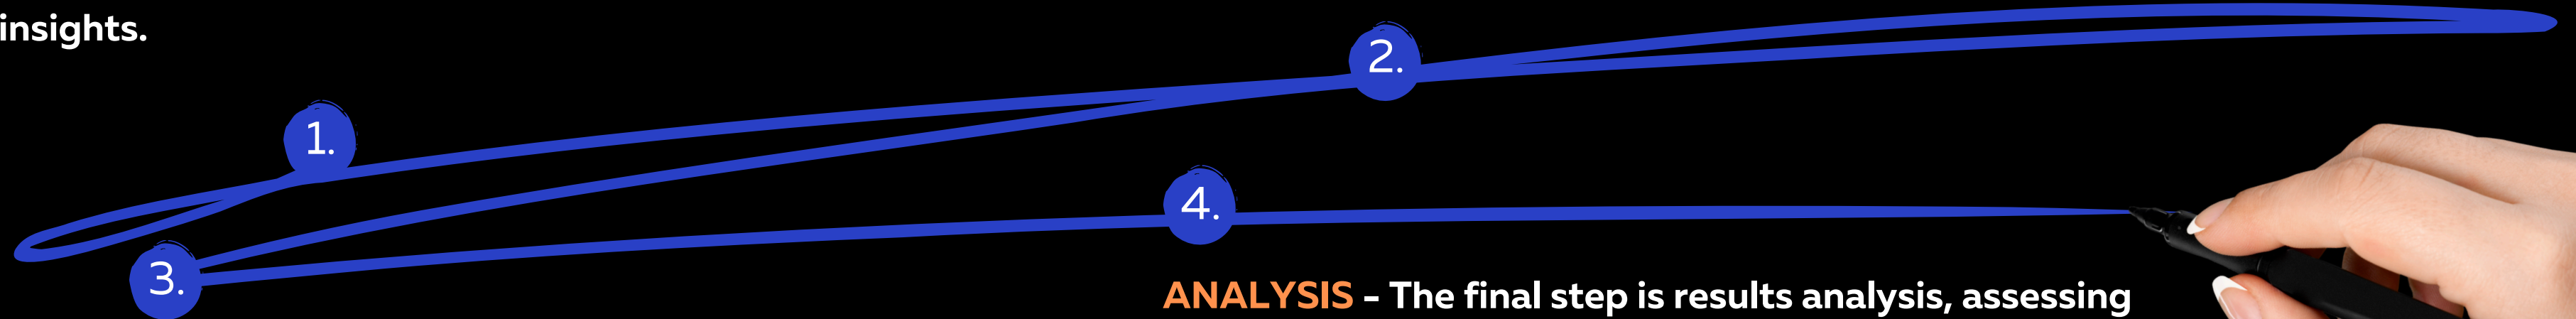 insights.
1.
2.
3.
4.
ANALYSIS - The final step is results analysis, assessing